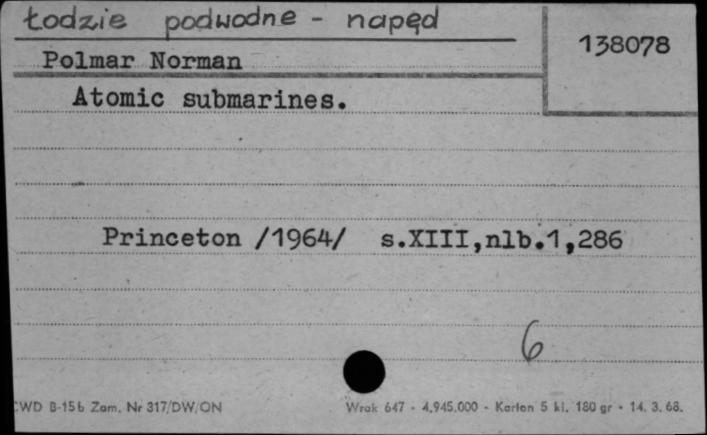 Łodzie podwodne - napęd
138078
Polmar Norman
Atomic submarines.
Princeton /1964/ s.XIII,nlb.1,286
6
CWD B-15b Zam. Nr 317/DW/ON Wrak 647 - 4.945.000 - Karton 5 kl. 180 gr - 14. 3. 68.